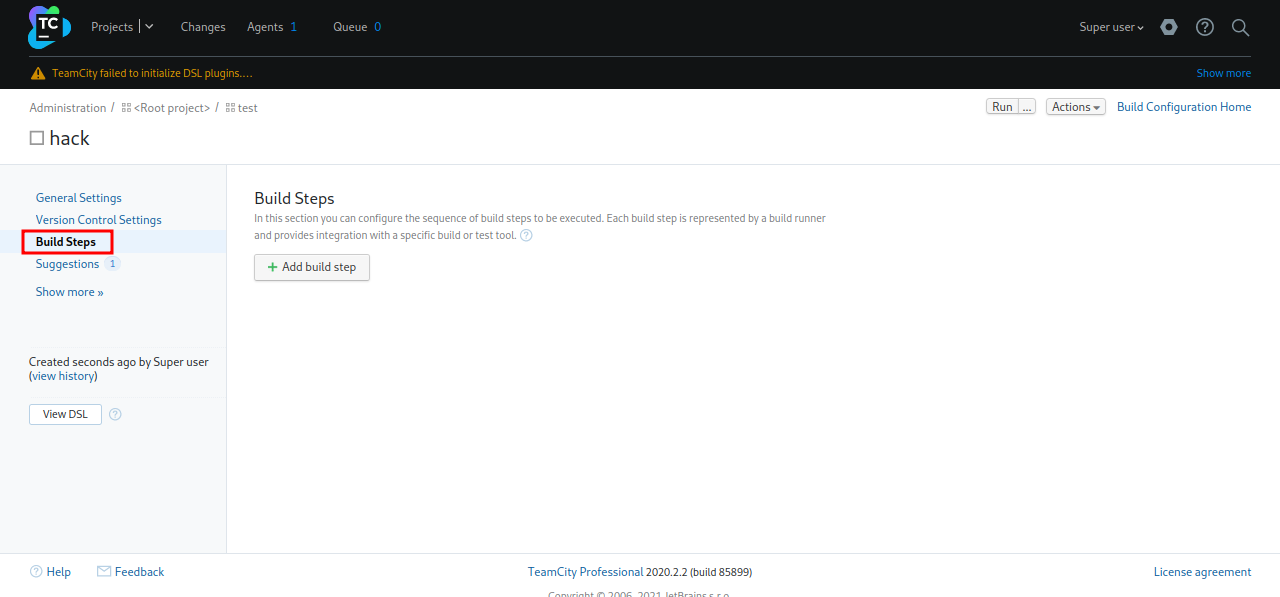 TC
Projects Changes Agents 1 Queue 0 Super user
TeamCity failed to initialize DSL plugins.... Show more
Administration / <Root project> / test Run ... Actions Build Configuration Home
hack
General Settings
Version Control Settings
Build Steps
Suggestions 1
Show more »
Created seconds ago by Super user
(view history)
View DSL ?
Build Steps
In this section you can configure the sequence of build steps to be executed. Each build step is represented by a build runner
and provides integration with a specific build or test tool. ?
+ Add build step
? Help Feedback TeamCity Professional 2020.2.2 (build 85899) License agreement
Copyright © 2006–2021 JetBrains s.r.o.